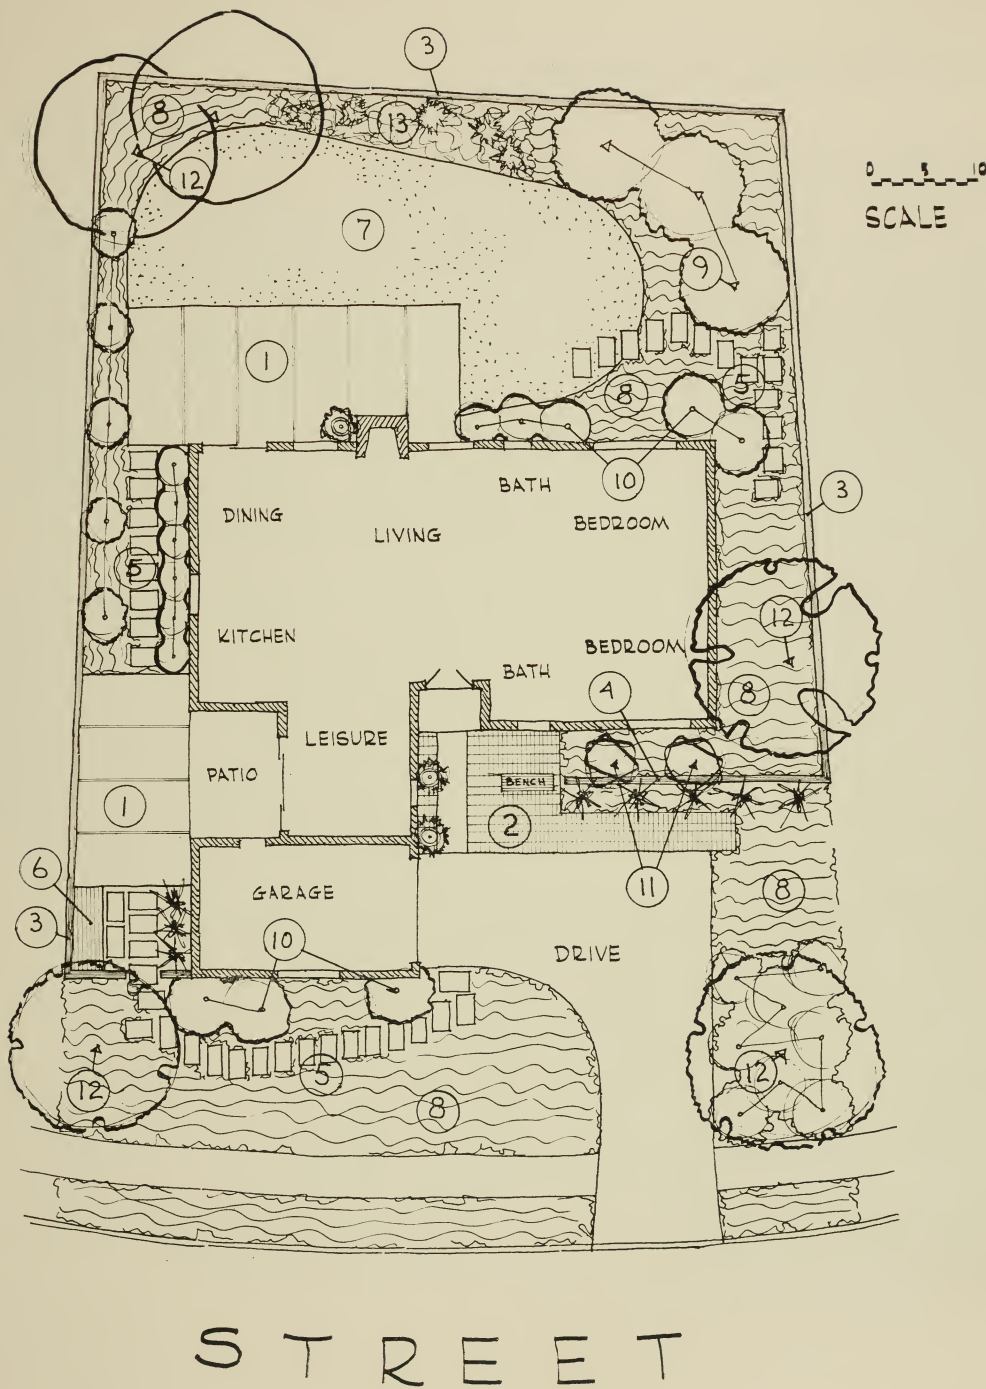 3
8
13
12
0 5 10
SCALE
7
9
1
8
5
10
3
BATH
DINING
LIVING
BEDROOM
5
12
KITCHEN
BEDROOM
BATH
4
8
LEISURE
PATIO
BENCH
1
2
6
11
8
GARAGE
3
10
DRIVE
12
5
12
8
STREET